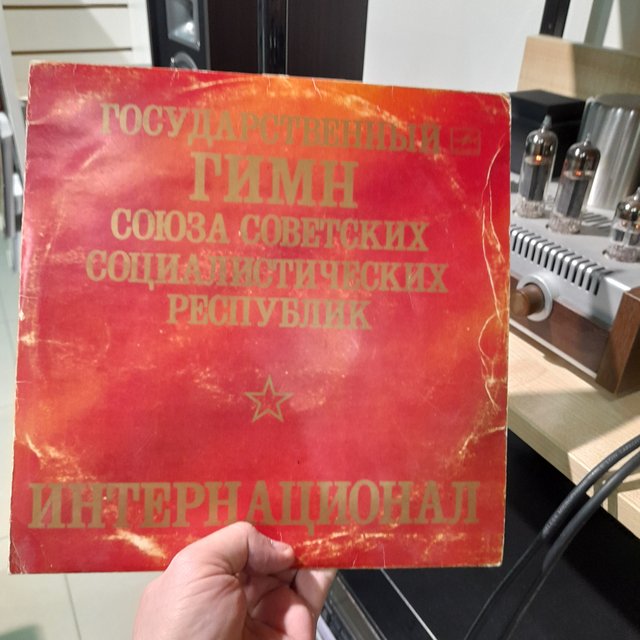 ГОСУДАРСТВЕННЫЙ
ГИМН
СОЮЗА СОВЕТСКИХ
СОЦИАЛИСТИЧЕСКИХ
РЕСПУБЛИК
ИНТЕРНАЦИОНАЛ